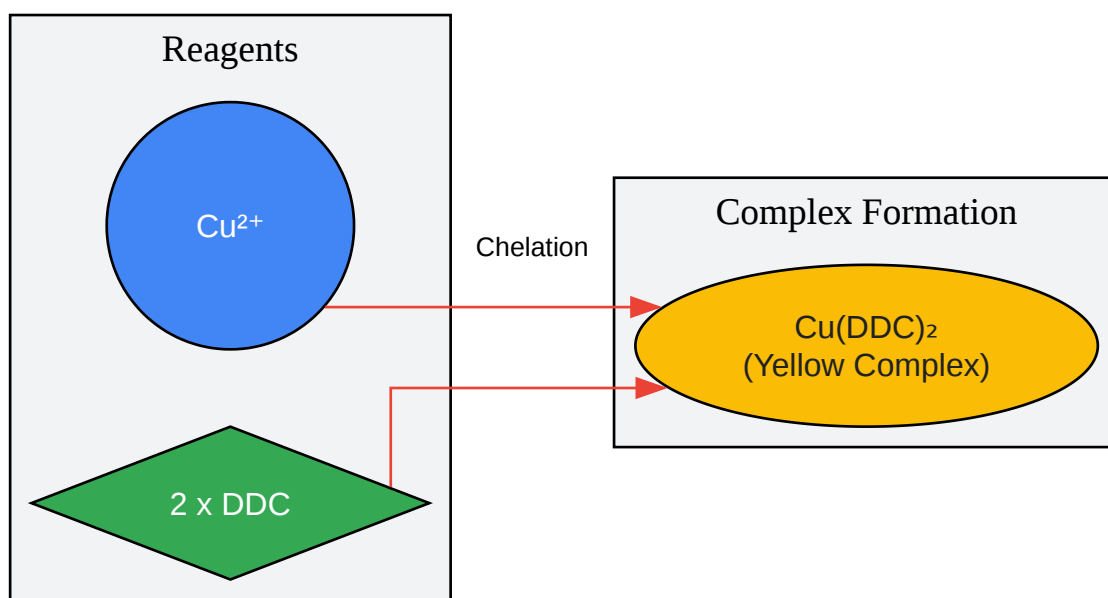 Reagents
Cu²⁺
2 x DDC
Chelation
Complex Formation
Cu(DDC)₂
(Yellow Complex)